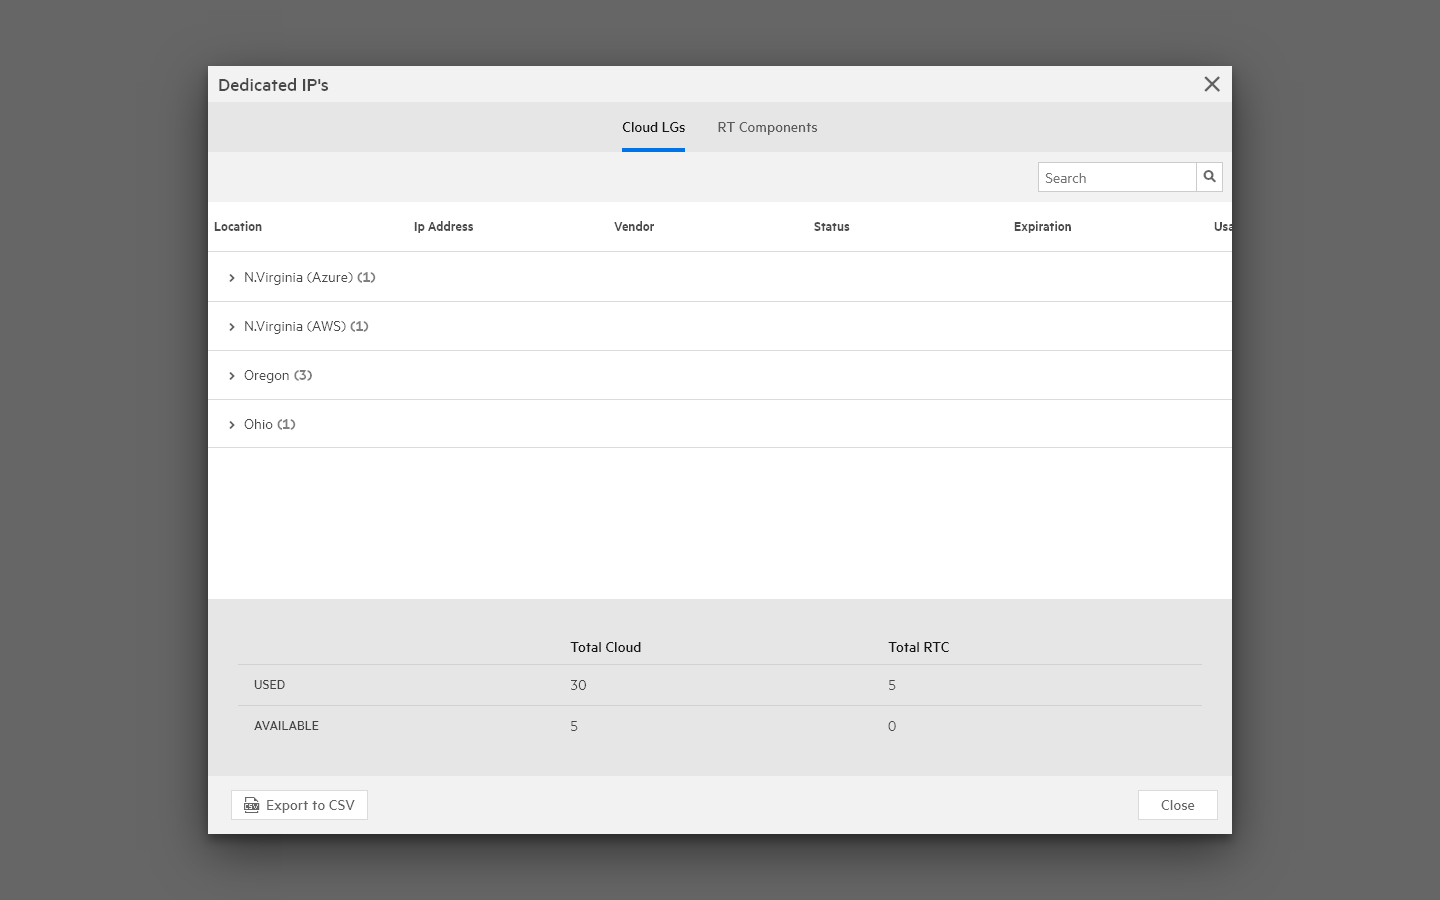 Dedicated IP's
Cloud LGs RT Components
Search
Location Ip Address Vendor Status Expiration Usa
N.Virginia (Azure) (1)
N.Virginia (AWS) (1)
Oregon (3)
Ohio (1)
Total Cloud Total RTC
USED 30 5
AVAILABLE 5 0
CSV Export to CSV Close